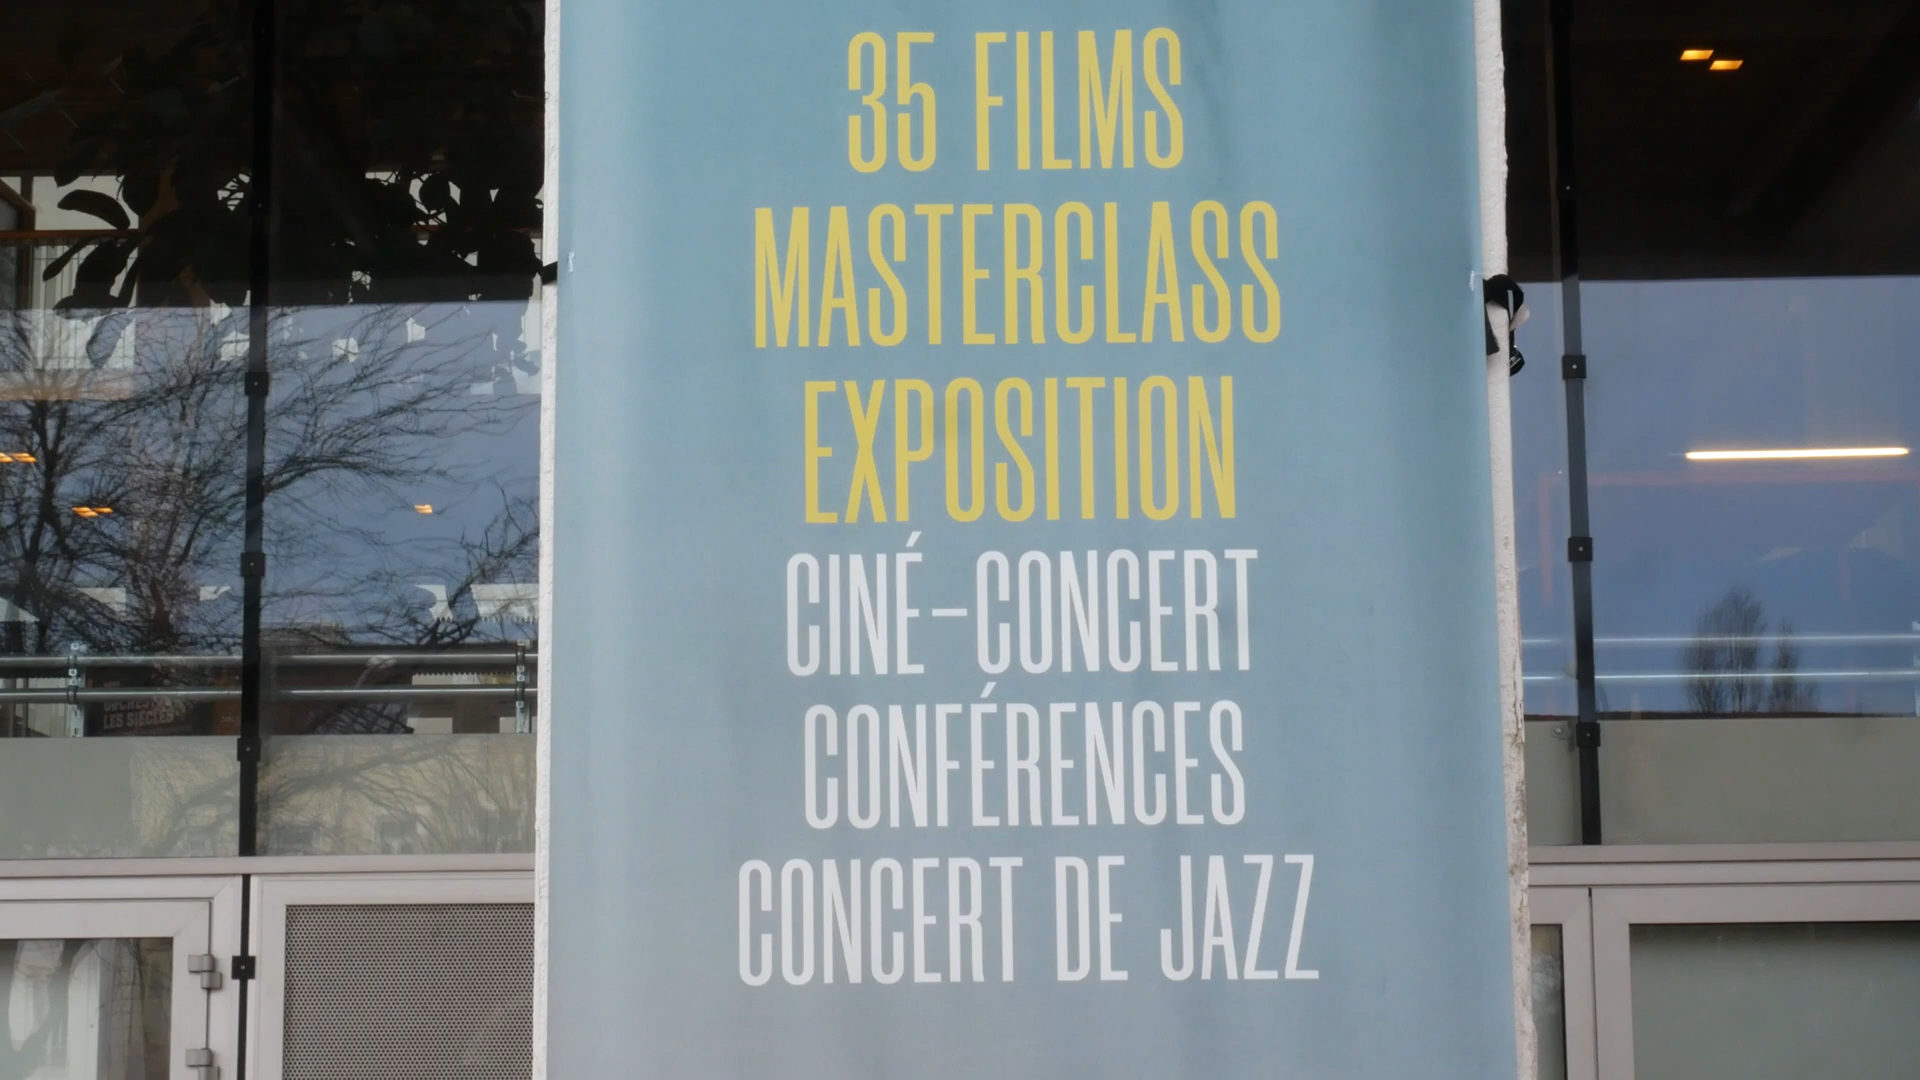 35 FILMS
MASTERCLASS
EXPOSITION
CINÉ-CONCERT
CONFÉRENCES
CONCERT DE JAZZ
LES SIÈCLES